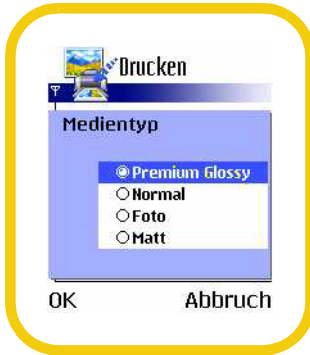 Drucken
Medientyp
Premium Glossy
Normal
Foto
Matt
OK Abbruch